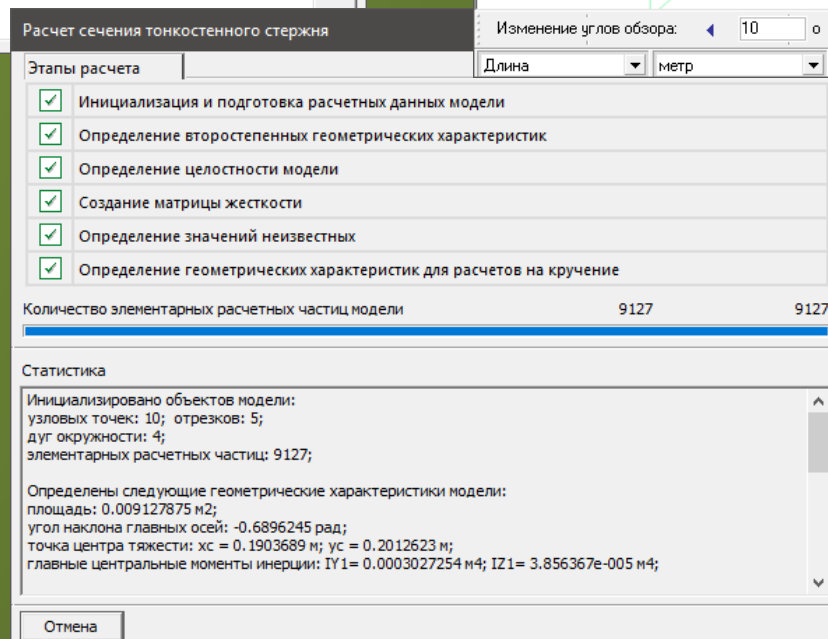 Расчет сечения тонкостенного стержня
Изменение углов обзора: 10 о
Этапы расчета
Длина метр
Инициализация и подготовка расчетных данных модели
Определение второстепенных геометрических характеристик
Определение целостности модели
Создание матрицы жесткости
Определение значений неизвестных
Определение геометрических характеристик для расчетов на кручение
Количество элементарных расчетных частиц модели 9127 9127
Статистика
Инициализировано объектов модели:
узловых точек: 10; отрезков: 5;
дуг окружности: 4;
элементарных расчетных частиц: 9127;
Определены следующие геометрические характеристики модели:
площадь: 0.009127875 м2;
угол наклона главных осей: -0.6896245 рад;
точка центра тяжести: xc = 0.1903689 м; yc = 0.2012623 м;
главные центральные моменты инерции: IY1= 0.0003027254 м4; IZ1= 3.856367e-005 м4;
Отмена